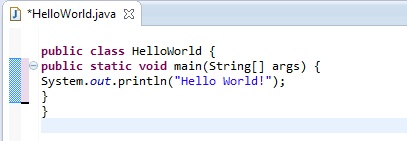 *HelloWorld.java
public class HelloWorld {
public static void main(String[] args) {
System.out.println("Hello World!");
}
}